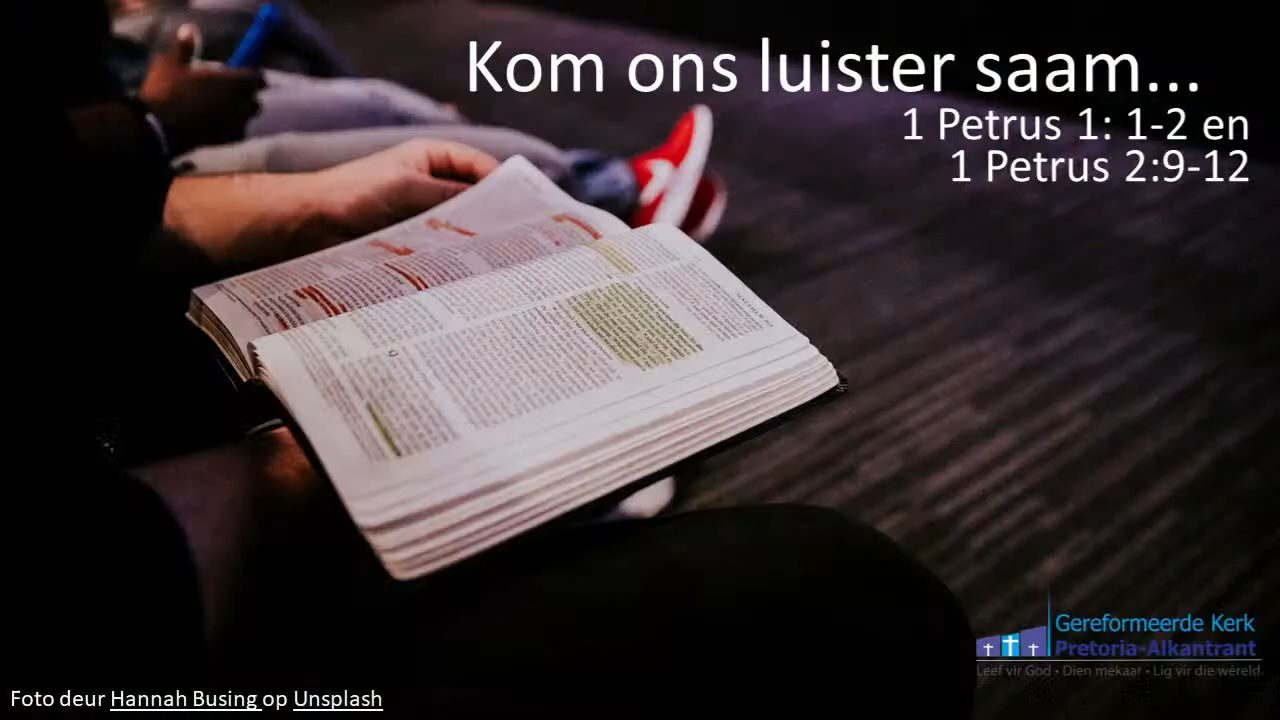 Kom ons luister saam...
1 Petrus 1: 1-2 en
1 Petrus 2:9-12
Gereformeerde Kerk
Pretoria-Alkantrant
Leef vir God • Dien mekaar • Lig vir die wêreld
Foto deur Hannah Busing op Unsplash